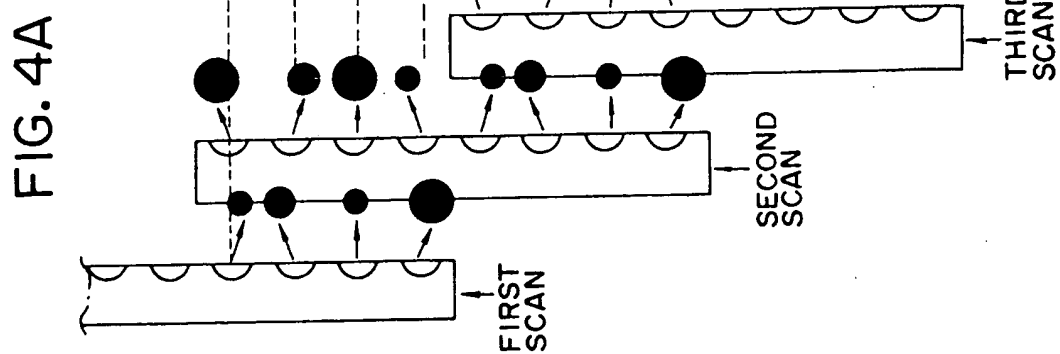 FIG. 4A
FIRST
SCAN
SECOND
SCAN
THIRD
SCAN